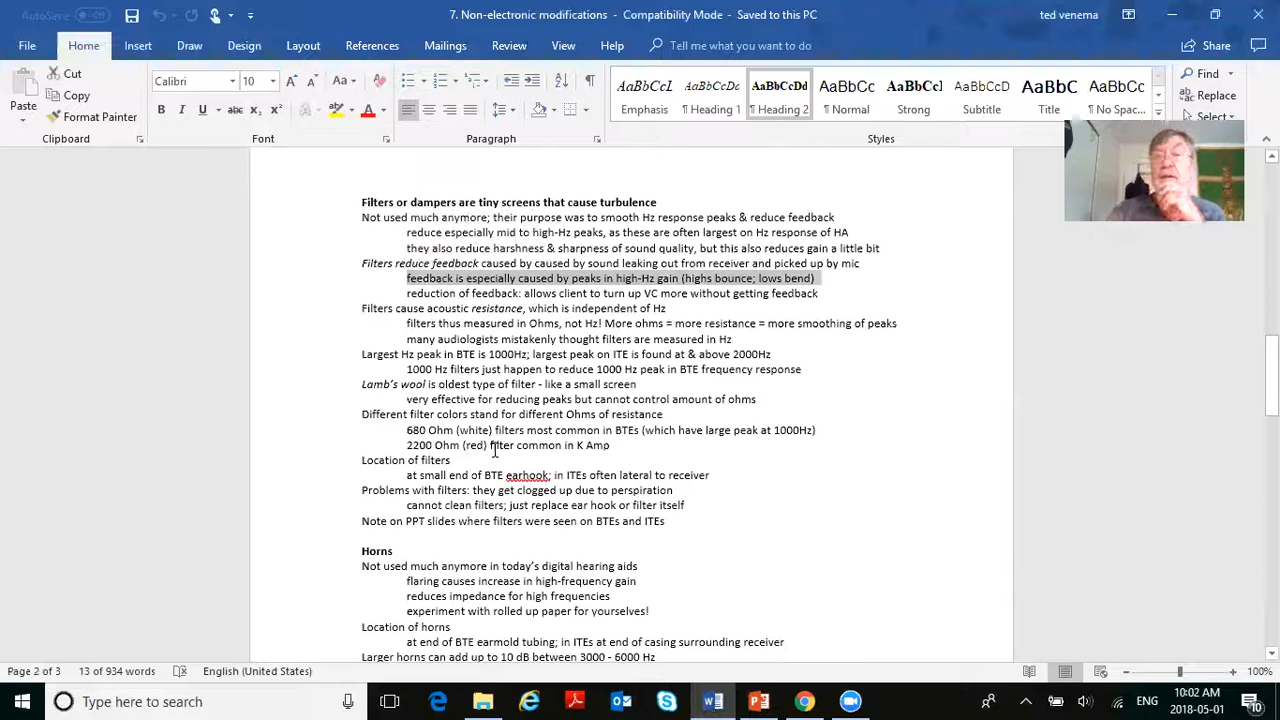 AutoSave
Off
7. Non-electronic modifications - Compatibility Mode - Saved to this PC
ted venema
File
Home
Insert
Draw
Design
Layout
References
Mailings
Review
View
Help
Tell me what you want to do
Share
Paste
Cut
Copy
Format Painter
Clipboard
Calibri
10
Font
Paragraph
AaBbCcL
Emphasis
AaBbCcDc
¶ Heading 1
AaBbCcDd
¶ Heading 2
AaBbCc
¶ Normal
AaBbCcI
Strong
AaBbCcD
Subtitle
AaBbC
Title
AaBbCc
¶ No Spac...
Styles
Find
Replace
Select
Filters or dampers are tiny screens that cause turbulence
Not used much anymore; their purpose was to smooth Hz response peaks & reduce feedback
reduce especially mid to high-Hz peaks, as these are often largest on Hz response of HA
they also reduce harshness & sharpness of sound quality, but this also reduces gain a little bit
Filters reduce feedback caused by caused by sound leaking out from receiver and picked up by mic
feedback is especially caused by peaks in high-Hz gain (highs bounce; lows bend)
reduction of feedback: allows client to turn up VC more without getting feedback
Filters cause acoustic resistance, which is independent of Hz
filters thus measured in Ohms, not Hz! More ohms = more resistance = more smoothing of peaks
many audiologists mistakenly thought filters are measured in Hz
Largest Hz peak in BTE is 1000Hz; largest peak on ITE is found at & above 2000Hz
1000 Hz filters just happen to reduce 1000 Hz peak in BTE frequency response
Lamb's wool is oldest type of filter - like a small screen
very effective for reducing peaks but cannot control amount of ohms
Different filter colors stand for different Ohms of resistance
680 Ohm (white) filters most common in BTEs (which have large peak at 1000Hz)
2200 Ohm (red) filter common in K Amp
Location of filters
at small end of BTE earhook; in ITEs often lateral to receiver
Problems with filters: they get clogged up due to perspiration
cannot clean filters; just replace ear hook or filter itself
Note on PPT slides where filters were seen on BTEs and ITEs
Horns
Not used much anymore in today's digital hearing aids
flaring causes increase in high-frequency gain
reduces impedance for high frequencies
experiment with rolled up paper for yourselves!
Location of horns
at end of BTE earmold tubing; in ITEs at end of casing surrounding receiver
Larger horns can add up to 10 dB between 3000 - 6000 Hz
Page 2 of 3
13 of 934 words
English (United States)
100%
Type here to search
ENG
10:02 AM
2018-05-01
10